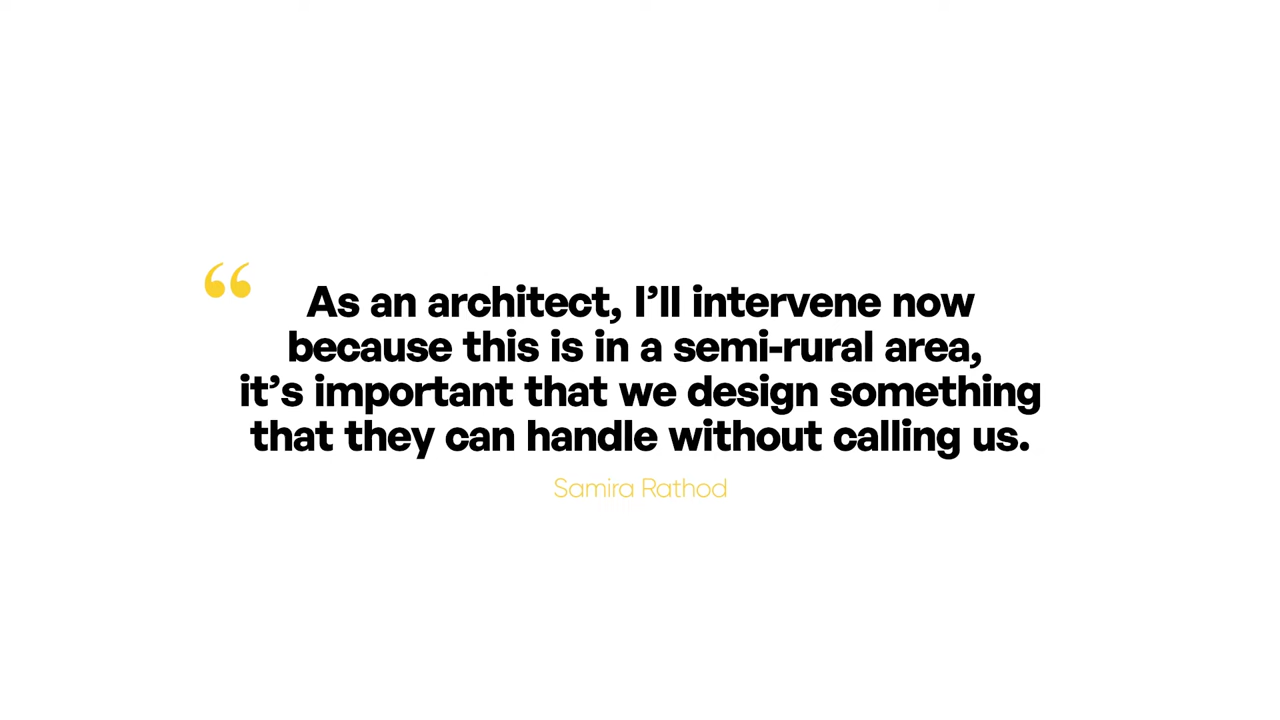 “
As an architect, I’ll intervene now
because this is in a semi-rural area,
it’s important that we design something
that they can handle without calling us.
Samira Rathod